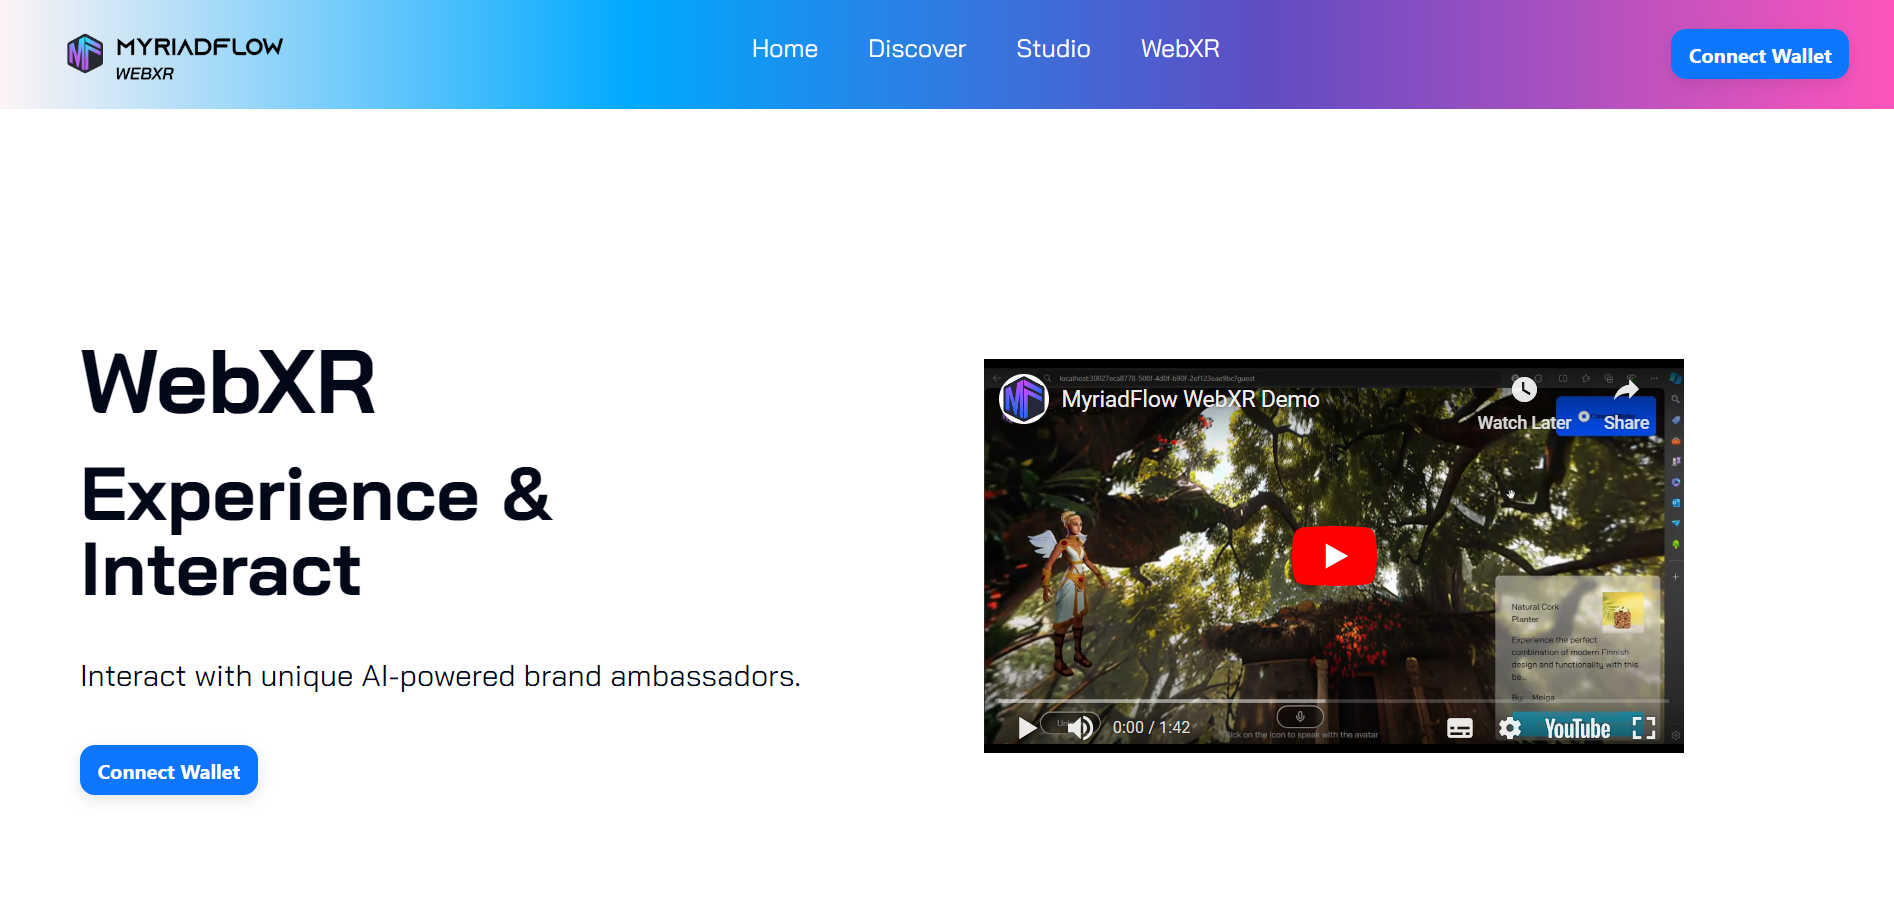 MYRIADFLOW
WEBXR
Home
Discover
Studio
WebXR
Connect Wallet
WebXR
Experience &
Interact
Interact with unique AI-powered brand ambassadors.
Connect Wallet
MF
MyriadFlow WebXR Demo
Watch Later
Share
Natural Cork
Planter
Experience the perfect
combination of modern Finnish
design and functionality with this
be...
By: Meiga
0:00 / 1:42
YouTube
Click on the icon to speak with the avatar